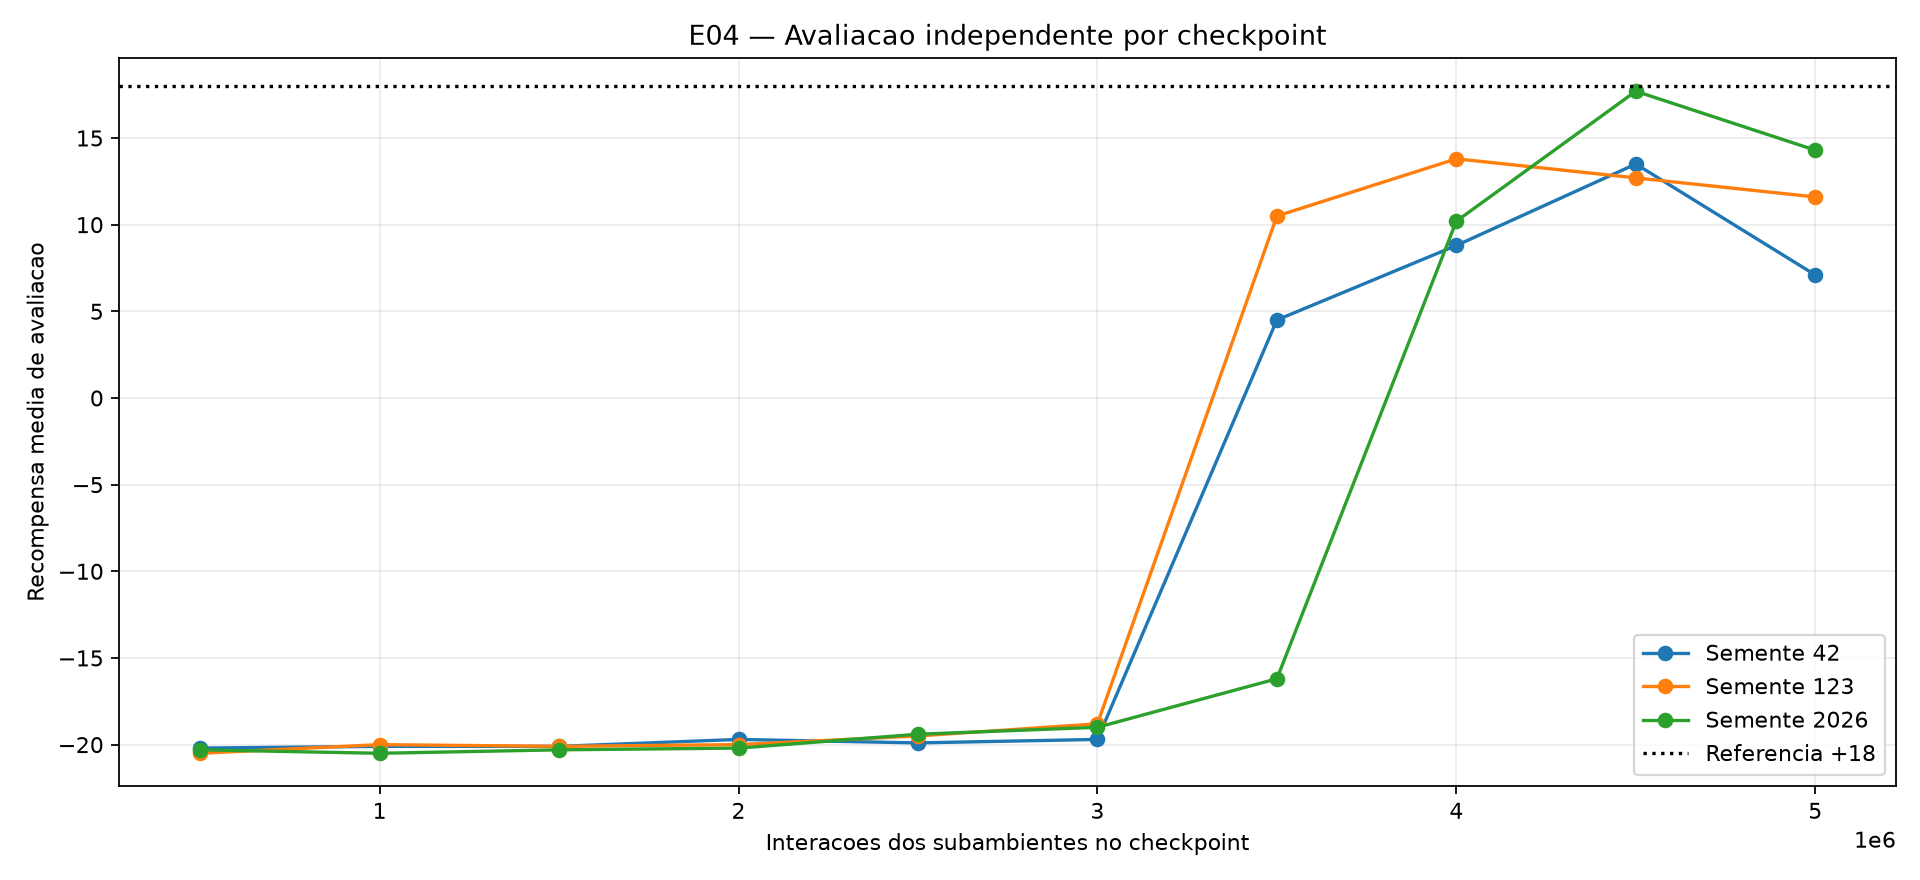 E04 — Avaliacao independente por checkpoint
Recompensa media de avaliacao
15
10
5
0
−5
−10
−15
−20
1
2
3
4
5
1e6
Interacoes dos subambientes no checkpoint
Semente 42
Semente 123
Semente 2026
Referencia +18